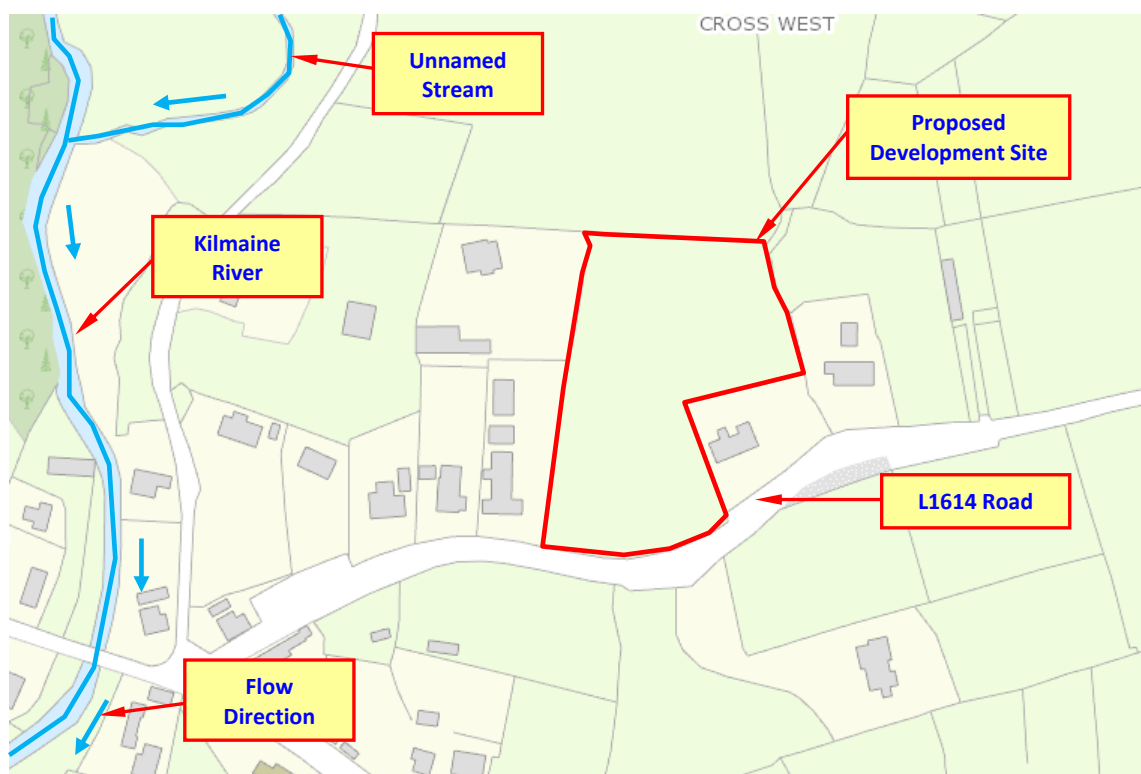 CROSS WEST
Unnamed
Stream
Proposed
Development Site
Kilmaine
River
L1614 Road
Flow
Direction